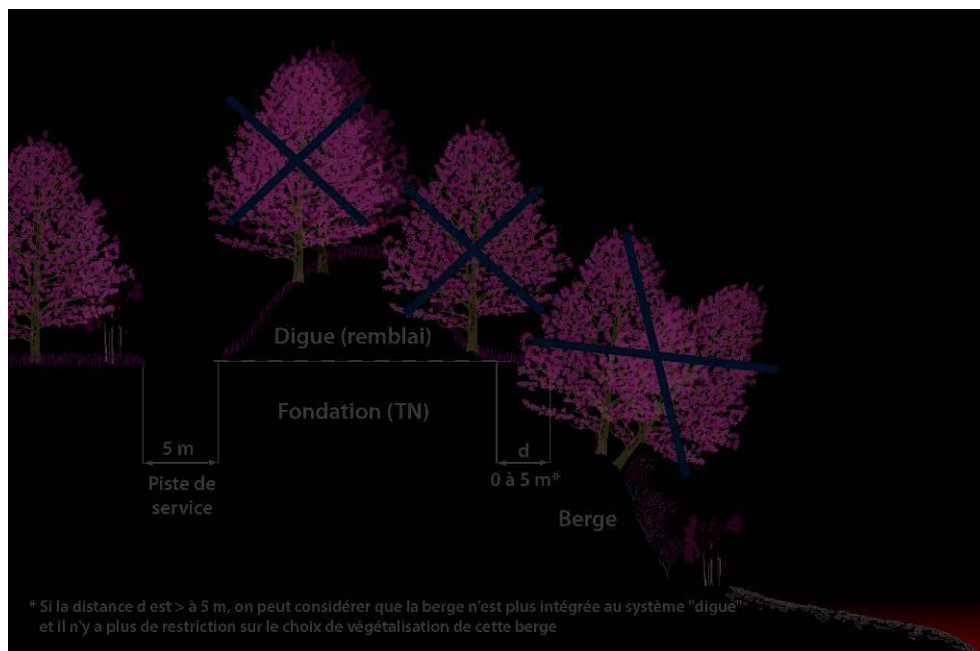 Digue (remblai)
Fondation (TN)
5 m
Piste de
service
d
0 à 5 m*
Berge
* Si la distance d est > à 5 m, on peut considérer que la berge n'est plus intégrée au système "digue"
et il n'y a plus de restriction sur le choix de végétalisation de cette berge